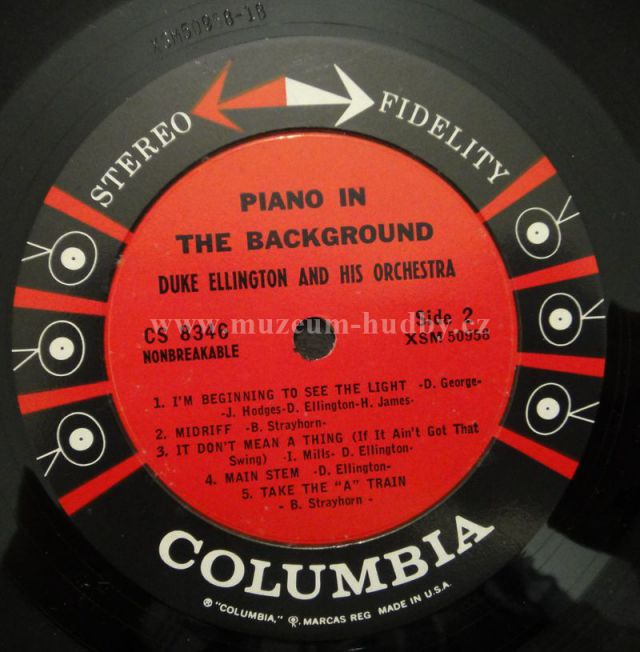 STEREO FIDELITY
PIANO IN
THE BACKGROUND
DUKE ELLINGTON AND HIS ORCHESTRA
www.muzeum-hudby.cz
CS 8346 Side 2
NONBREAKABLE XSM 50958
1. I'M BEGINNING TO SEE THE LIGHT -D. George-
-J. Hodges-D. Ellington-H. James-
2. MIDRIFF -B. Strayhorn-
3. IT DON'T MEAN A THING (If It Ain't Got That
Swing) -I. Mills- D. Ellington-
4. MAIN STEM -D. Ellington-
5. TAKE THE "A" TRAIN
- B. Strayhorn -
COLUMBIA
® "COLUMBIA," ®, MARCAS REG MADE IN U.S.A.